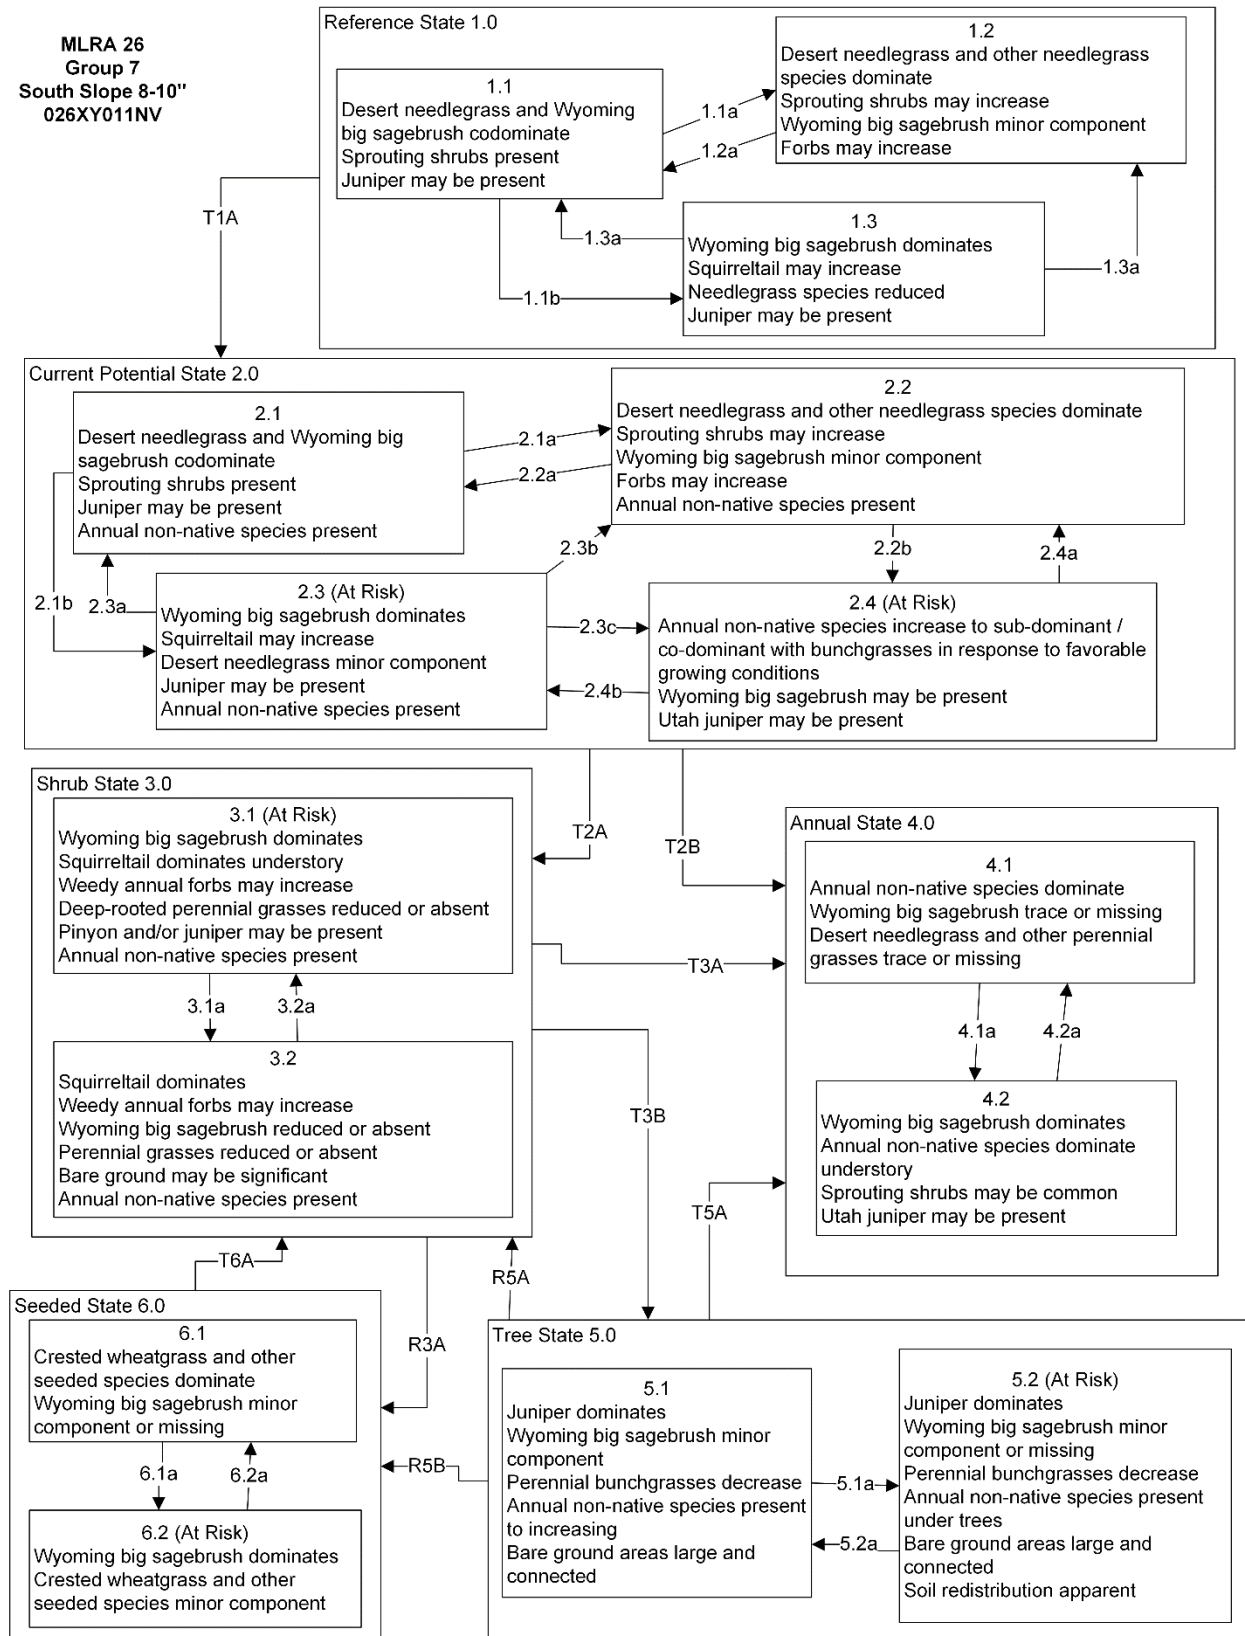 MLRA 26
Group 7
South Slope 8-10"
026XY011NV
Reference State 1.0
1.1
Desert needlegrass and Wyoming
big sagebrush codominate
Sprouting shrubs present
Juniper may be present
1.1a
1.2a
1.2
Desert needlegrass and other needlegrass
species dominate
Sprouting shrubs may increase
Wyoming big sagebrush minor component
Forbs may increase
T1A
1.3a
1.1b
1.3
Wyoming big sagebrush dominates
Squirreltail may increase
Needlegrass species reduced
Juniper may be present
1.3a
Current Potential State 2.0
2.1
Desert needlegrass and Wyoming big
sagebrush codominate
Sprouting shrubs present
Juniper may be present
Annual non-native species present
2.1a
2.2a
2.2
Desert needlegrass and other needlegrass species dominate
Sprouting shrubs may increase
Wyoming big sagebrush minor component
Forbs may increase
Annual non-native species present
2.3b
2.2b
2.4a
2.1b
2.3a
2.3 (At Risk)
Wyoming big sagebrush dominates
Squirreltail may increase
Desert needlegrass minor component
Juniper may be present
Annual non-native species present
2.3c
2.4b
2.4 (At Risk)
Annual non-native species increase to sub-dominant /
co-dominant with bunchgrasses in response to favorable
growing conditions
Wyoming big sagebrush may be present
Utah juniper may be present
Shrub State 3.0
3.1 (At Risk)
Wyoming big sagebrush dominates
Squirreltail dominates understory
Weedy annual forbs may increase
Deep-rooted perennial grasses reduced or absent
Pinyon and/or juniper may be present
Annual non-native species present
3.1a
3.2a
3.2
Squirreltail dominates
Weedy annual forbs may increase
Wyoming big sagebrush reduced or absent
Perennial grasses reduced or absent
Bare ground may be significant
Annual non-native species present
T2A
T2B
T3A
T3B
Annual State 4.0
4.1
Annual non-native species dominate
Wyoming big sagebrush trace or missing
Desert needlegrass and other perennial
grasses trace or missing
4.1a
4.2a
4.2
Wyoming big sagebrush dominates
Annual non-native species dominate
understory
Sprouting shrubs may be common
Utah juniper may be present
T5A
T6A
R5A
R3A
R5B
Seeded State 6.0
6.1
Crested wheatgrass and other
seeded species dominate
Wyoming big sagebrush minor
component or missing
6.1a
6.2a
6.2 (At Risk)
Wyoming big sagebrush dominates
Crested wheatgrass and other
seeded species minor component
Tree State 5.0
5.1
Juniper dominates
Wyoming big sagebrush minor
component
Perennial bunchgrasses decrease
Annual non-native species present
to increasing
Bare ground areas large and
connected
5.1a
5.2a
5.2 (At Risk)
Juniper dominates
Wyoming big sagebrush minor
component or missing
Perennial bunchgrasses decrease
Annual non-native species present
under trees
Bare ground areas large and
connected
Soil redistribution apparent